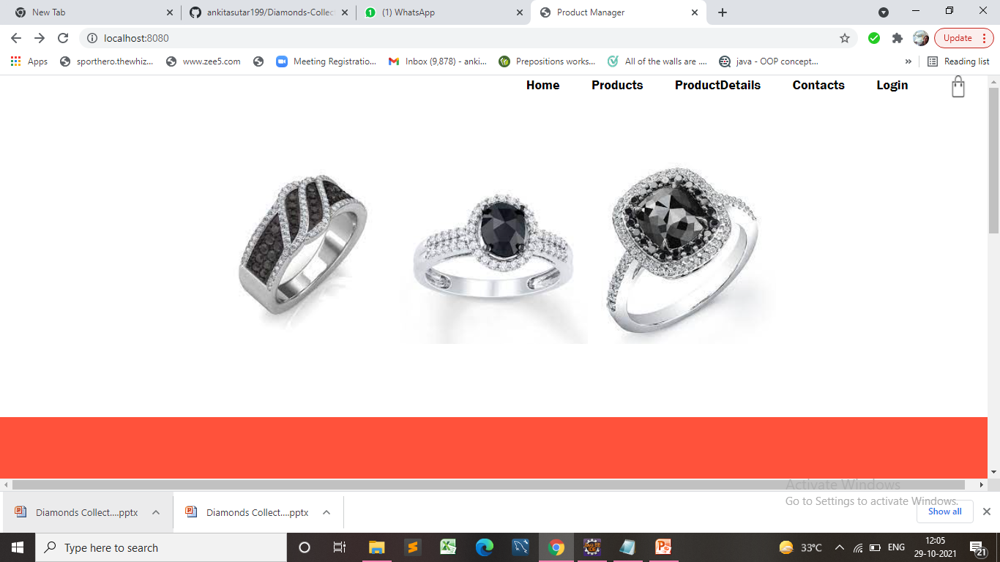 New Tab
ankitasutar199/Diamonds-Collec
(1) WhatsApp
Product Manager
localhost:8080
Update
Apps
sporthero.thewhiz...
www.zee5.com
Meeting Registratio...
Inbox (9,878) - anki...
Prepositions works...
All of the walls are ....
java - OOP concept...
»
Reading list
Home Products ProductDetails Contacts Login
Activate Windows
Go to Settings to activate Windows.
Diamonds Collect....pptx
Diamonds Collect....pptx
Show all
Type here to search
33°C
ENG
12:05
29-10-2021
21